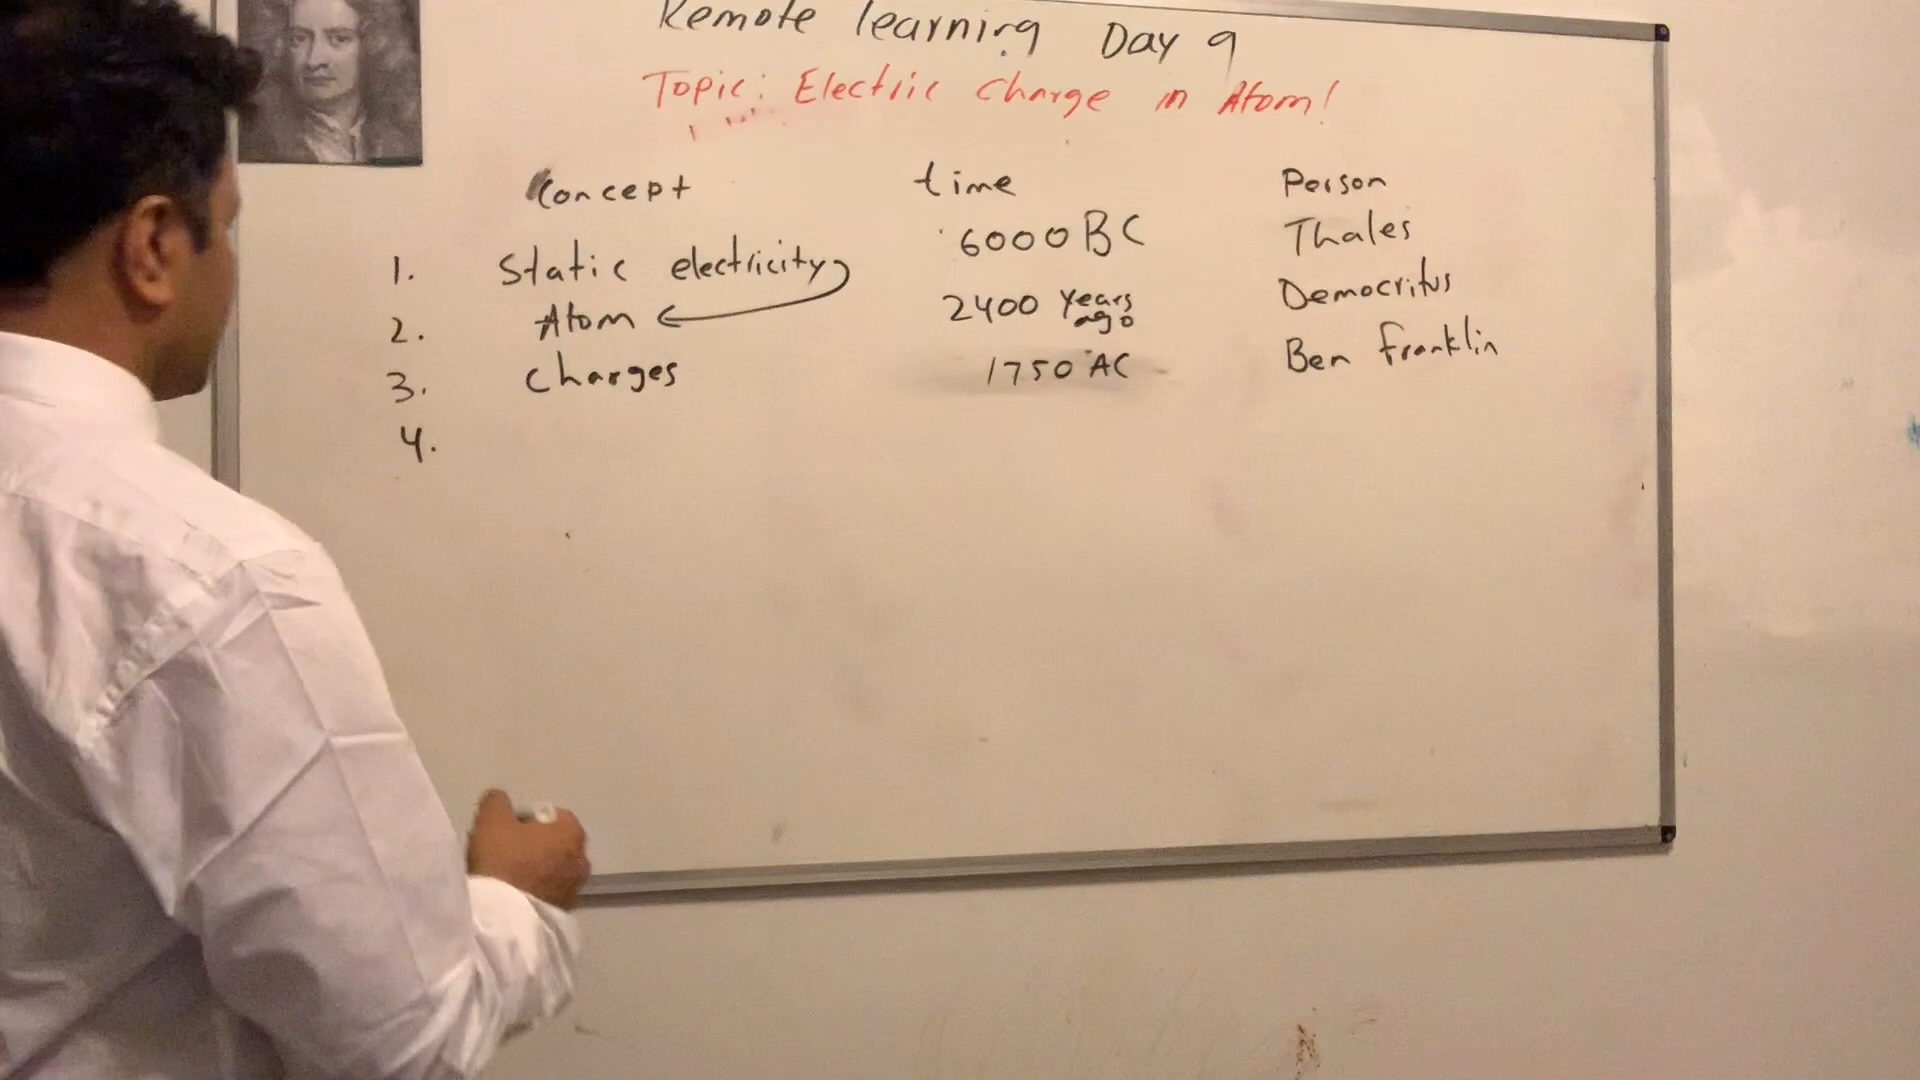 Remote learning Day 9
Topic: Electric Charge in Atom!
Concept time Person
1. Static electricity 6000 BC Thales
2. Atom 2400 years ago Democritus
3. Charges 1750 AC Ben Franklin
4.